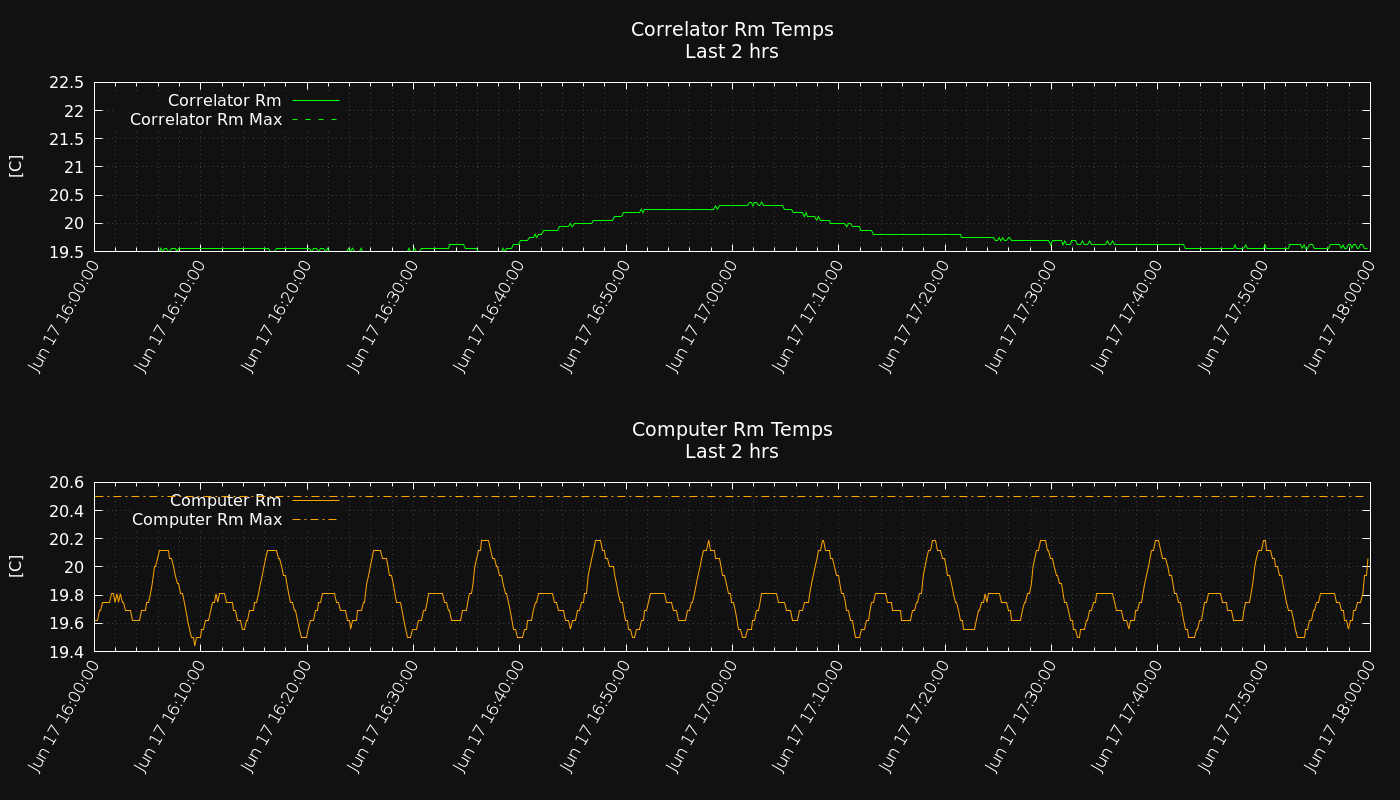 Correlator Rm Temps
Last 2 hrs
22.5
22
21.5
21
20.5
20
19.5
[C]
Correlator Rm
Correlator Rm Max
Jun 17 16:00:00
Jun 17 16:10:00
Jun 17 16:20:00
Jun 17 16:30:00
Jun 17 16:40:00
Jun 17 16:50:00
Jun 17 17:00:00
Jun 17 17:10:00
Jun 17 17:20:00
Jun 17 17:30:00
Jun 17 17:40:00
Jun 17 17:50:00
Jun 17 18:00:00
Computer Rm Temps
Last 2 hrs
20.6
20.4
20.2
20
19.8
19.6
19.4
[C]
Computer Rm
Computer Rm Max
Jun 17 16:00:00
Jun 17 16:10:00
Jun 17 16:20:00
Jun 17 16:30:00
Jun 17 16:40:00
Jun 17 16:50:00
Jun 17 17:00:00
Jun 17 17:10:00
Jun 17 17:20:00
Jun 17 17:30:00
Jun 17 17:40:00
Jun 17 17:50:00
Jun 17 18:00:00